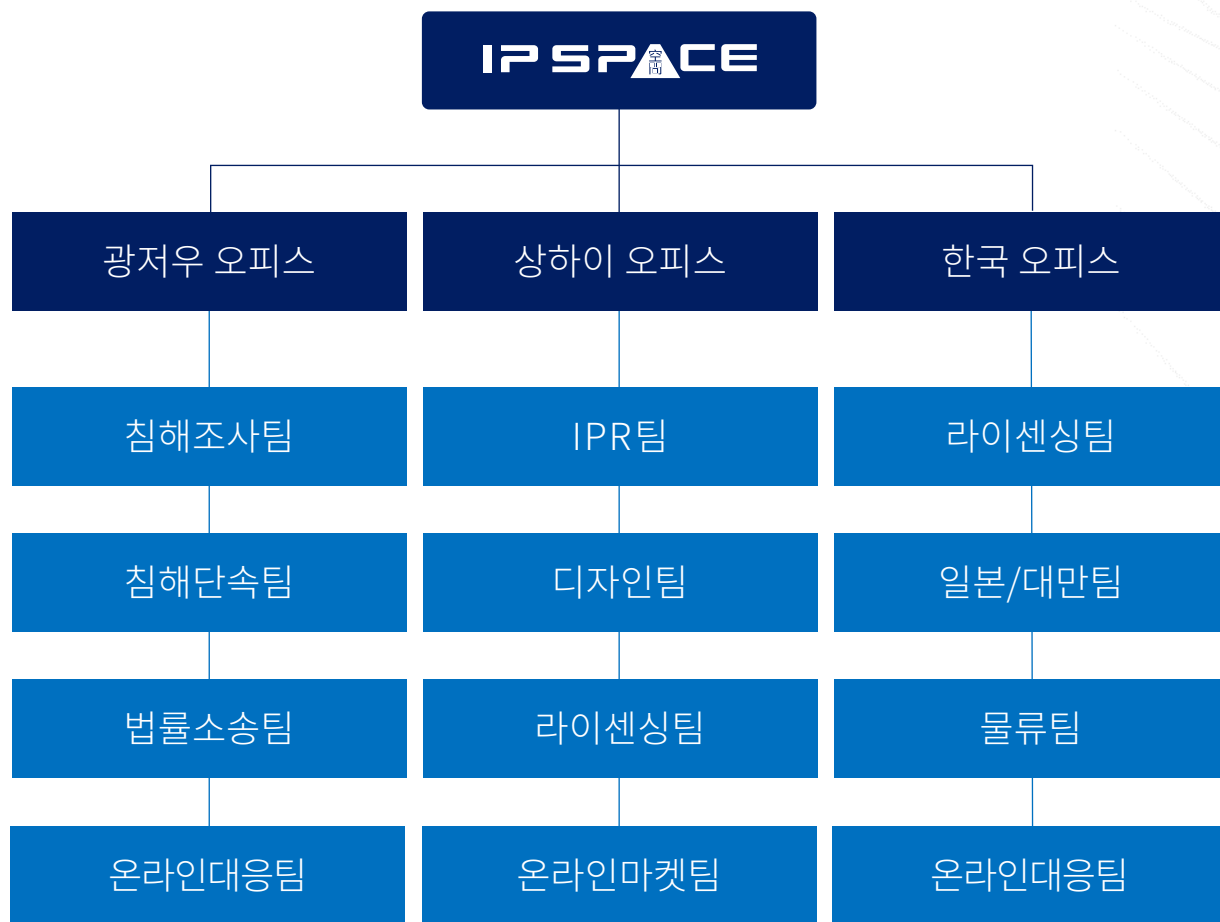 IP SPACE
空間
광저우 오피스
상하이 오피스
한국 오피스
침해조사팀
IPR팀
라이센싱팀
침해단속팀
디자인팀
일본/대만팀
법률소송팀
라이센싱팀
물류팀
온라인대응팀
온라인마켓팀
온라인대응팀